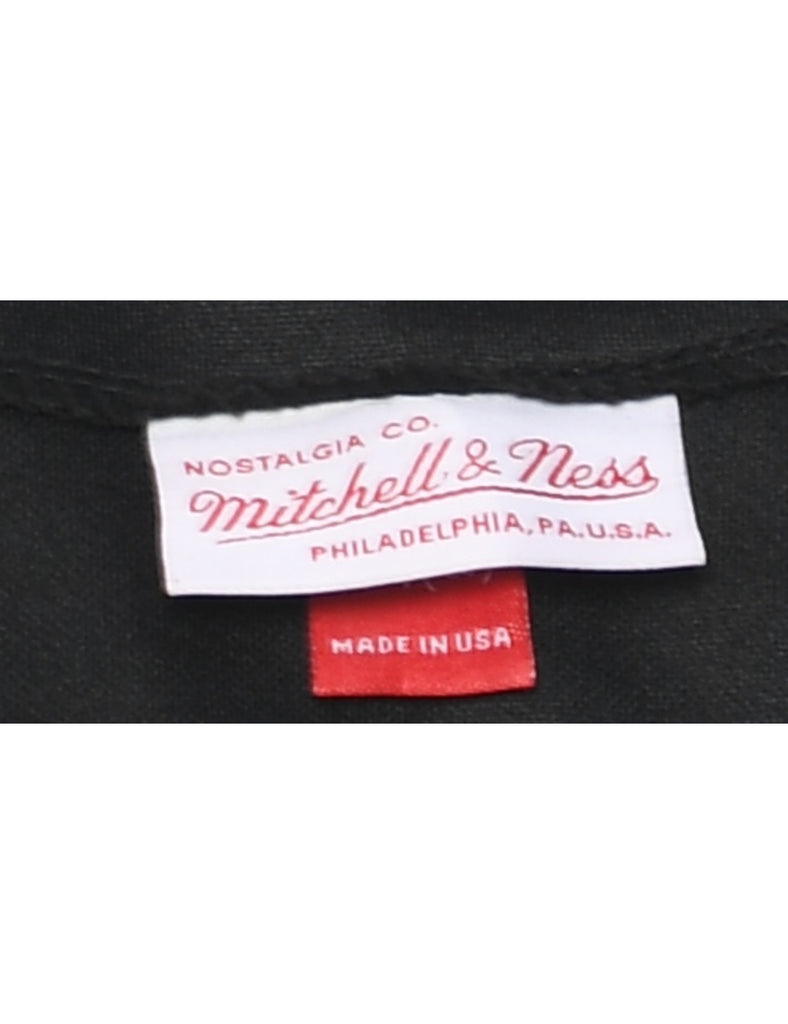 NOSTALGIA CO.
Mitchell & Ness
PHILADELPHIA, PA. U.S.A.
MADE IN USA